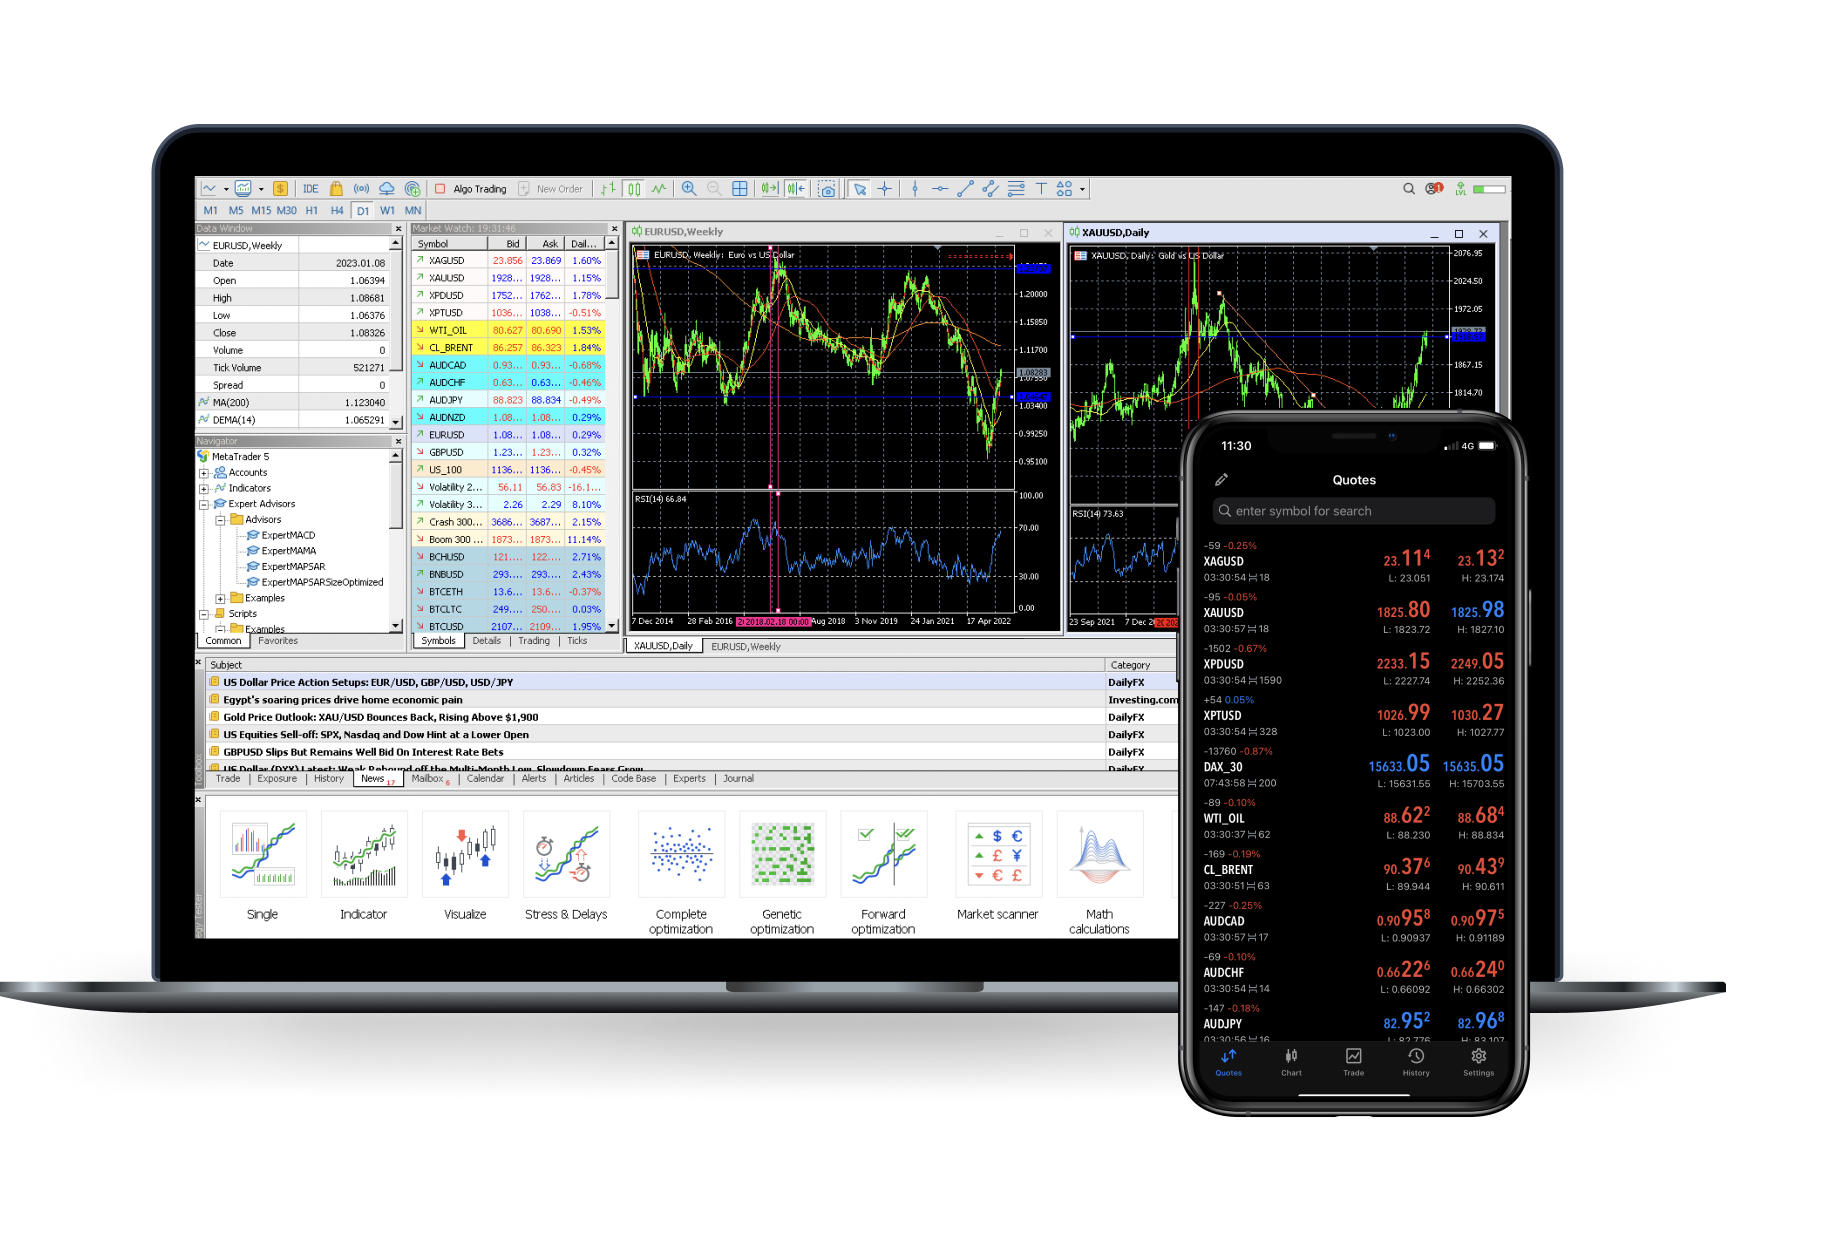 IDE Algo Trading New Order
M1 M5 M15 M30 H1 H4 D1 W1 MN
Data Window
EURUSD,Weekly
Date 2023.01.08
Open 1.06394
High 1.08681
Low 1.06376
Close 1.08326
Volume 0
Tick Volume 521271
Spread 0
MA(200) 1.123040
DEMA(14) 1.065291
Navigator
MetaTrader 5
Accounts
Indicators
Expert Advisors
Advisors
ExpertMACD
ExpertMAMA
ExpertMAPSAR
ExpertMAPSARSizeOptimized
Examples
Scripts
Examples
Common Favorites
Market Watch: 19:31:46
Symbol Bid Ask Dail...
XAGUSD 23.856 23.869 1.60%
XAUUSD 1928... 1928... 1.15%
XPDUSD 1752... 1762... 1.78%
XPTUSD 1036... 1038... -0.51%
WTI_OIL 80.627 80.690 1.53%
CL_BRENT 86.257 86.323 1.84%
AUDCAD 0.93... 0.93... -0.68%
AUDCHF 0.63... 0.63... -0.46%
AUDJPY 88.823 88.834 -0.49%
AUDNZD 1.08... 1.08... 0.29%
EURUSD 1.08... 1.08... 0.29%
GBPUSD 1.23... 1.23... 0.32%
US_100 1136... 1136... -0.45%
Volatility 2... 56.11 56.83 -16.1...
Volatility 3... 2.26 2.29 8.10%
Crash 300... 3686... 3687... 2.15%
Boom 300 ... 1873... 1873... 11.14%
BCHUSD 121.... 122.... 2.71%
BNBUSD 293.... 293.... 2.43%
BTCETH 13.6... 13.6... -0.37%
BTCLTC 249.... 250.... 0.03%
BTCUSD 2107... 2109... 1.95%
Symbols Details Trading Ticks
EURUSD,Weekly
EURUSD, Weekly: Euro vs US Dollar
1.20000
1.15850
1.11700
1.08283
1.07550
1.03400
0.99250
0.95100
RSI(14) 66.84
100.00
70.00
30.00
0.00
7 Dec 2014 28 Feb 2016 2018.02.18 00:00 Aug 2018 3 Nov 2019 24 Jan 2021 17 Apr 2022
XAUUSD,Daily
XAUUSD, Daily: Gold vs US Dollar
2076.95
2024.50
1972.05
1867.15
1814.70
RSI(14) 73.63
23 Sep 2021 7 Dec
XAUUSD,Daily EURUSD,Weekly
Subject Category
US Dollar Price Action Setups: EUR/USD, GBP/USD, USD/JPY DailyFX
Egypt's soaring prices drive home economic pain Investing.com
Gold Price Outlook: XAU/USD Bounces Back, Rising Above $1,900 DailyFX
US Equities Sell-off: SPX, Nasdaq and Dow Hint at a Lower Open DailyFX
GBPUSD Slips But Remains Well Bid On Interest Rate Bets DailyFX
US Dollar (DXY) Latest: Weak Rebound off the Multi-Month Low, Slowdown Fears Grow DailyFX
Trade Exposure History News 17 Mailbox 6 Calendar Alerts Articles Code Base Experts Journal
Single
Indicator
Visualize
Stress & Delays
Complete optimization
Genetic optimization
Forward optimization
Market scanner
Math calculations
11:30 4G
Quotes
enter symbol for search
-59 -0.25%
XAGUSD 23.114 23.132
03:30:54 18 L: 23.051 H: 23.174
-95 -0.05%
XAUUSD 1825.80 1825.98
03:30:57 18 L: 1823.72 H: 1827.10
-1502 -0.67%
XPDUSD 2233.15 2249.05
03:30:54 1590 L: 2227.74 H: 2252.36
+54 0.05%
XPTUSD 1026.99 1030.27
03:30:54 328 L: 1023.00 H: 1027.77
-13760 -0.87%
DAX_30 15633.05 15635.05
07:43:58 200 L: 15631.55 H: 15703.55
-89 -0.10%
WTI_OIL 88.622 88.684
03:30:37 62 L: 88.230 H: 88.834
-169 -0.19%
CL_BRENT 90.376 90.439
03:30:51 63 L: 89.944 H: 90.611
-227 -0.25%
AUDCAD 0.90958 0.90975
03:30:57 17 L: 0.90937 H: 0.91189
-69 -0.10%
AUDCHF 0.66226 0.66240
03:30:54 14 L: 0.66092 H: 0.66302
-147 -0.18%
AUDJPY 82.952 82.968
03:30:56 16 L: 82.776 H: 83.107
Quotes Chart Trade History Settings